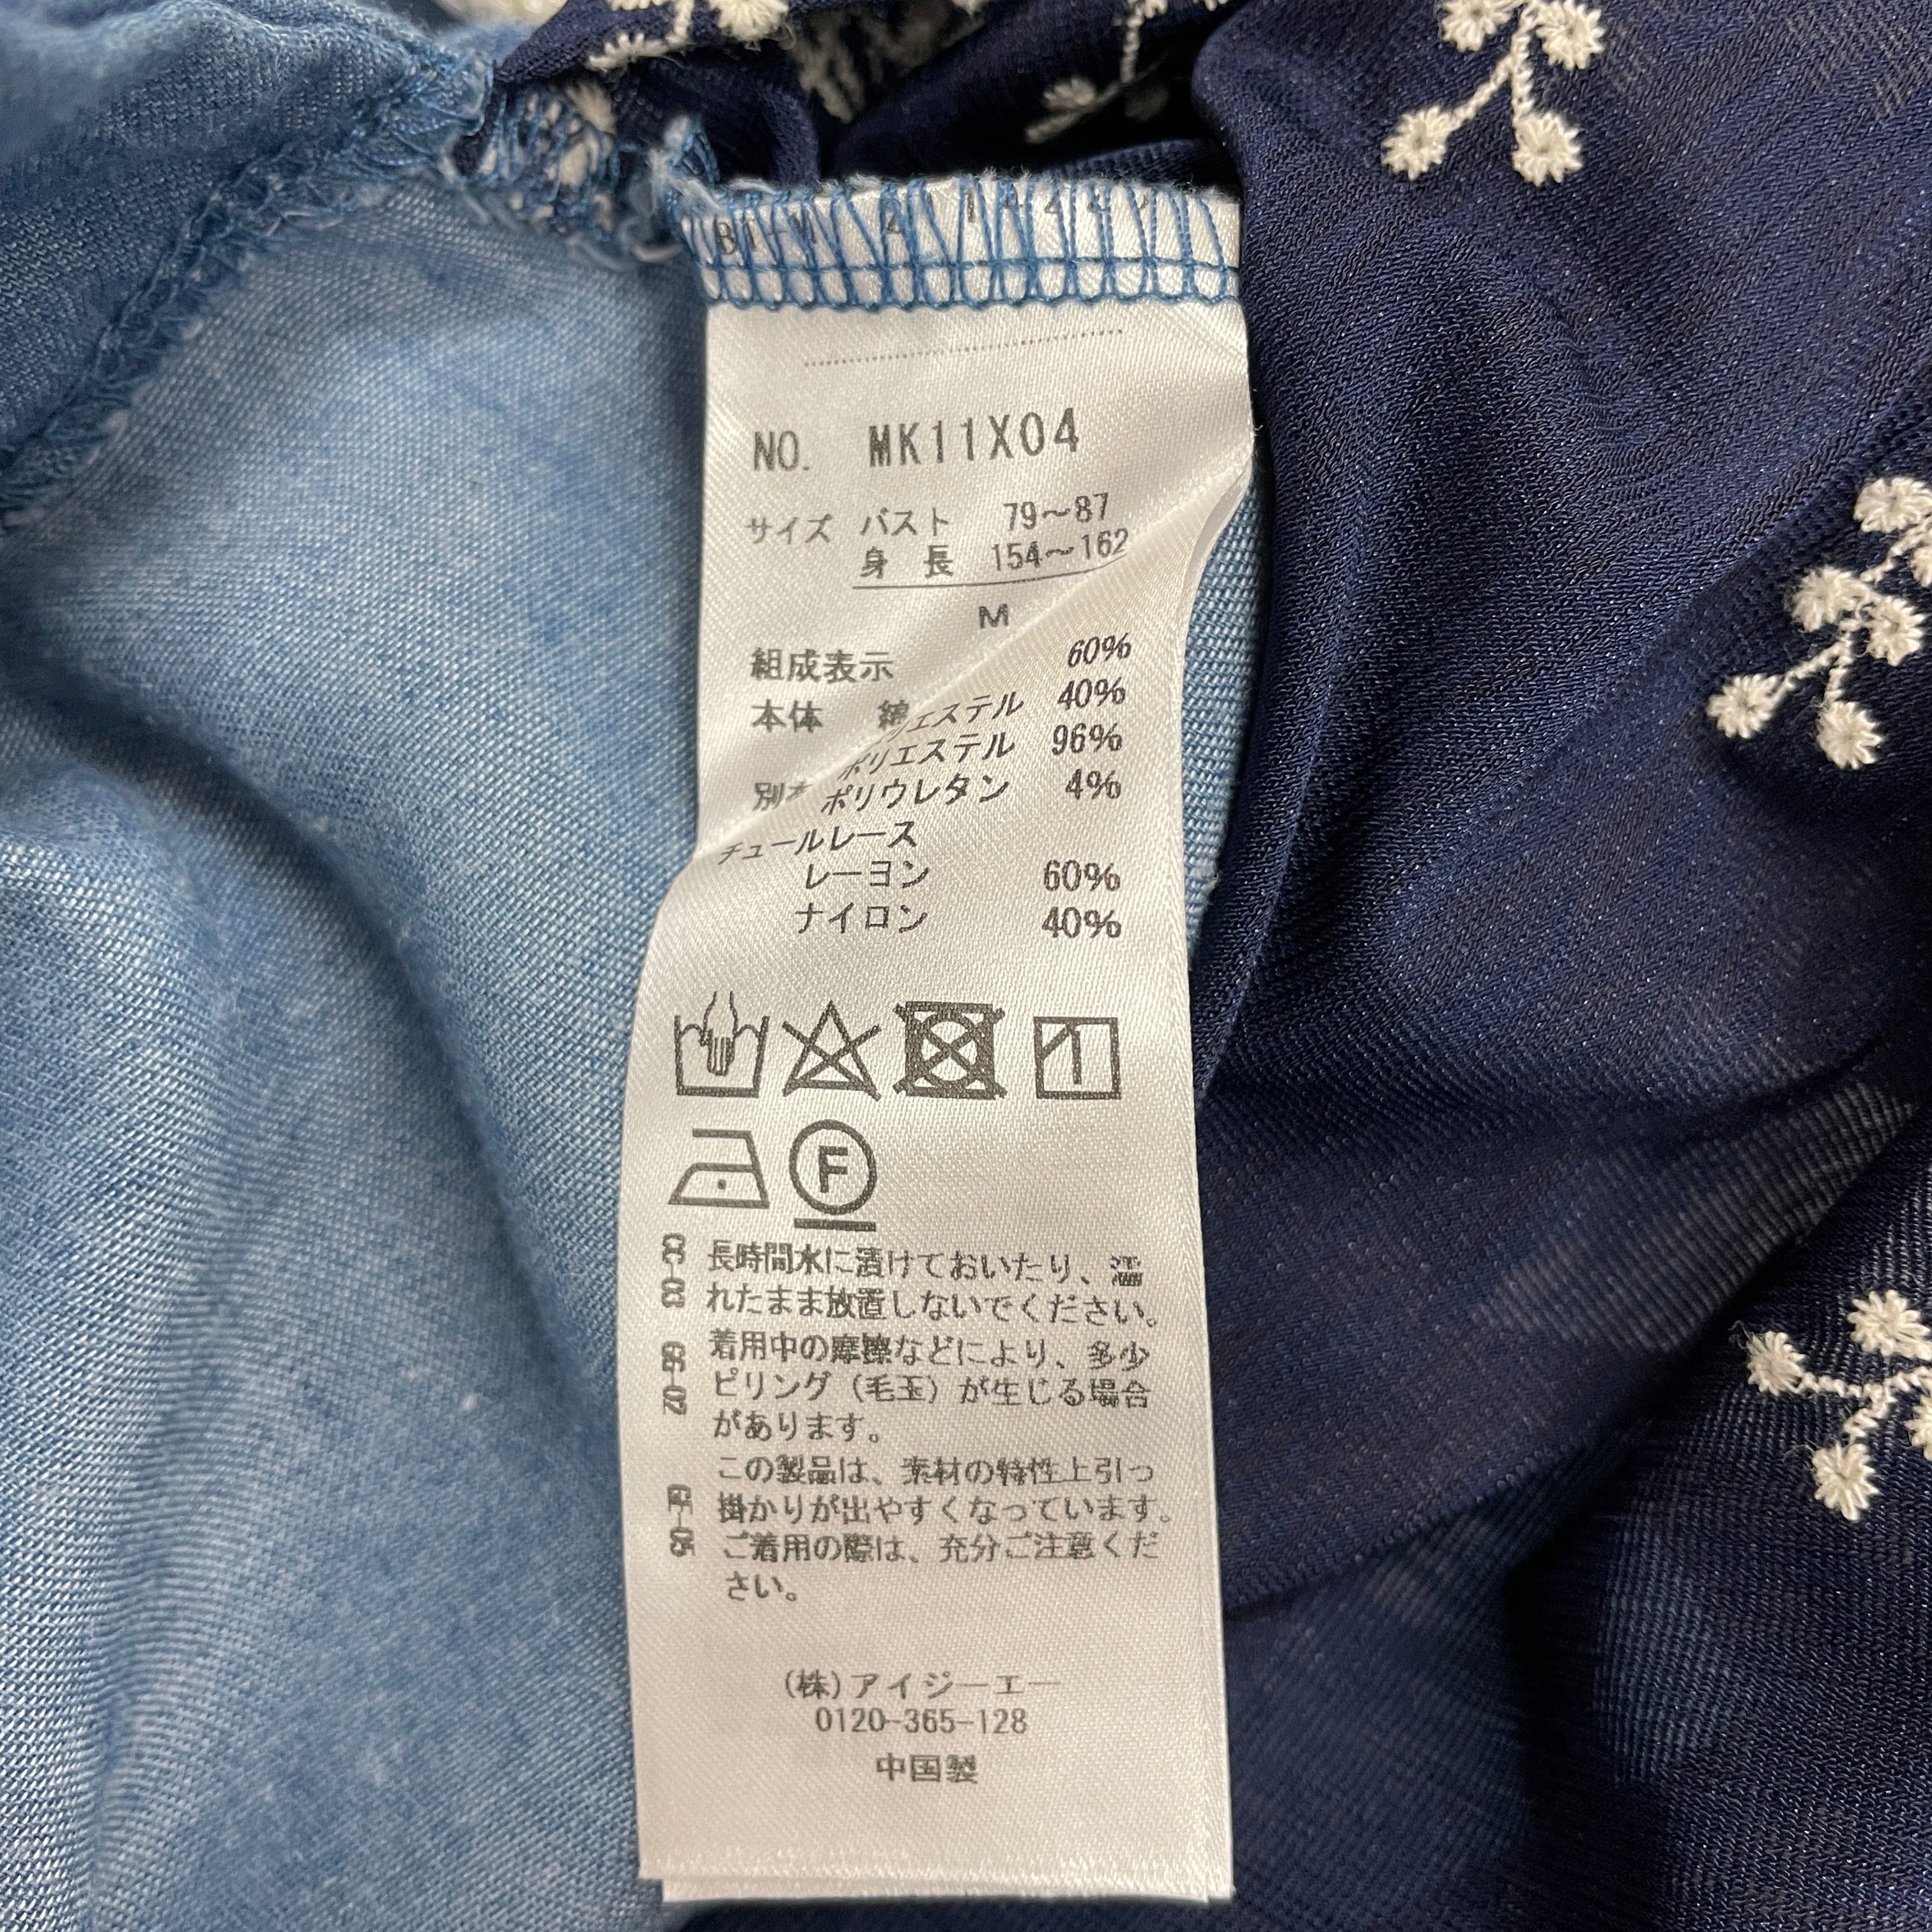 NO. MK11X04
サイズ バスト 79～87
身 長 154～162
M
組成表示
本体 綿 60%
エステル 40%
ポリエステル 96%
別 ポリウレタン 4%
チュールレース
レーヨン 60%
ナイロン 40%
F
長時間水に漬けておいたり、濡
れたまま放置しないでください。
着用中の摩擦などにより、多少
ピリング（毛玉）が生じる場合
があります。
この製品は、素材の特性上引っ
掛かりが出やすくなっています。
ご着用の際は、充分ご注意くだ
さい。
(株)アイジーエー
0120-365-128
中国製